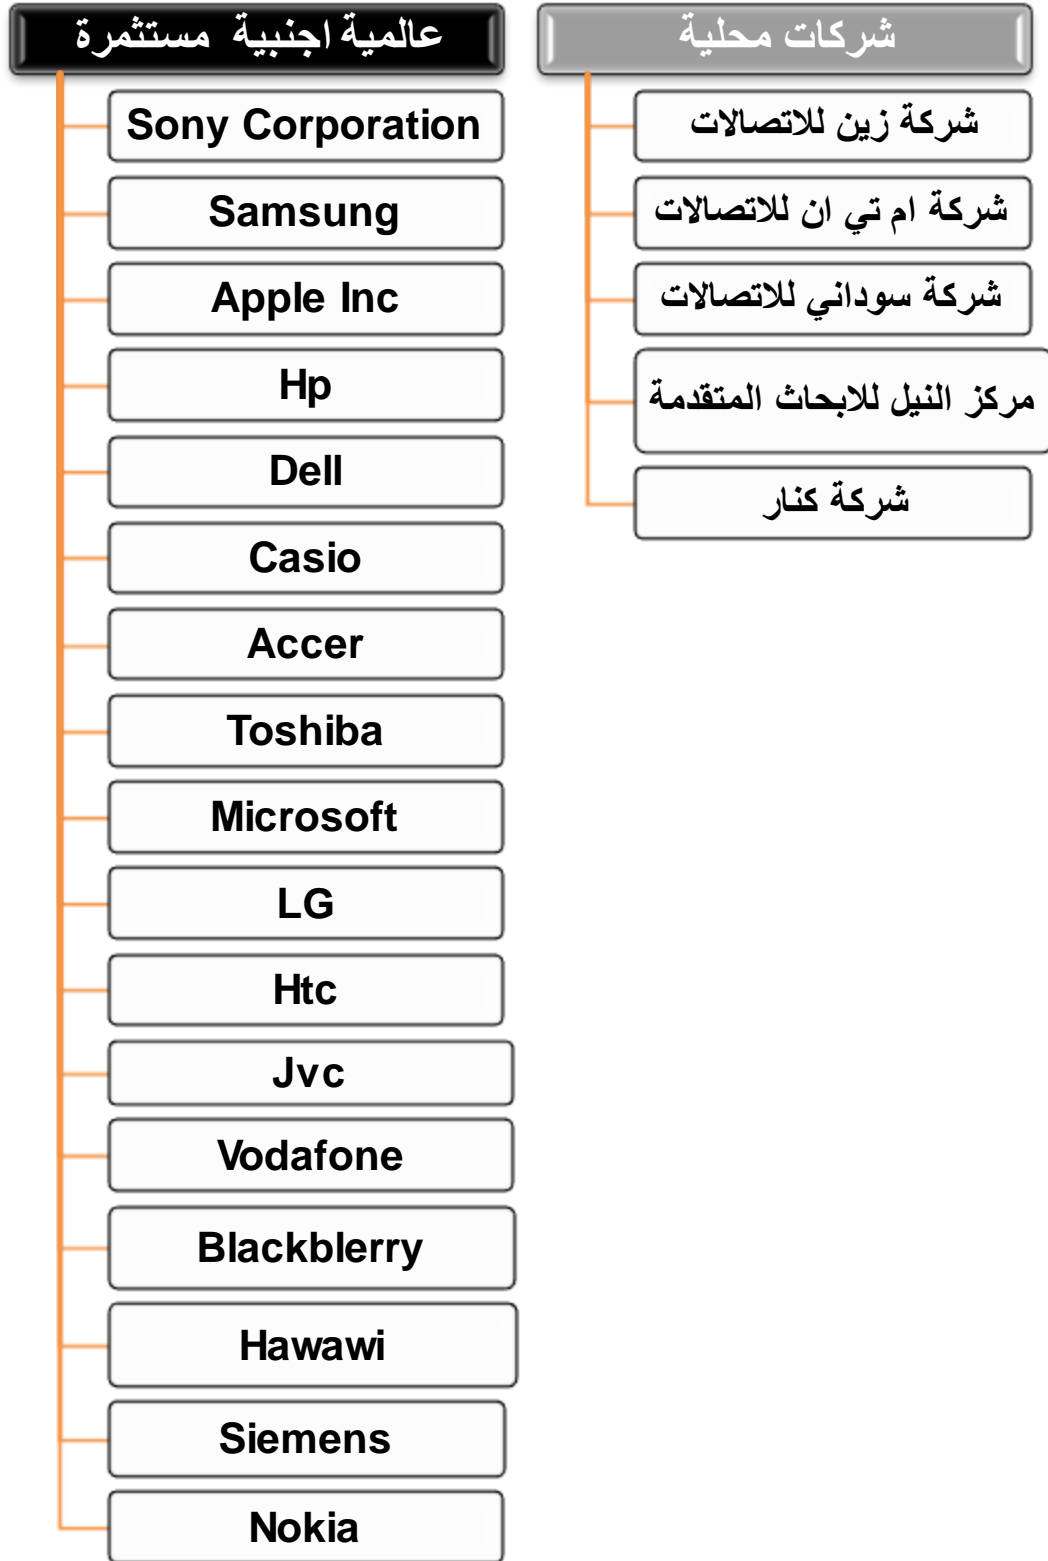 شركات محلية
شركة زين للاتصالات
شركة ام تي ان للاتصالات
شركة سوداني للاتصالات
مركز النيل للابحاث المتقدمة
شركة كنار
عالمية اجنبية مستثمرة
Sony Corporation
Samsung
Apple Inc
Hp
Dell
Casio
Accer
Toshiba
Microsoft
LG
Htc
Jvc
Vodafone
Blackblerry
Hawawi
Siemens
Nokia